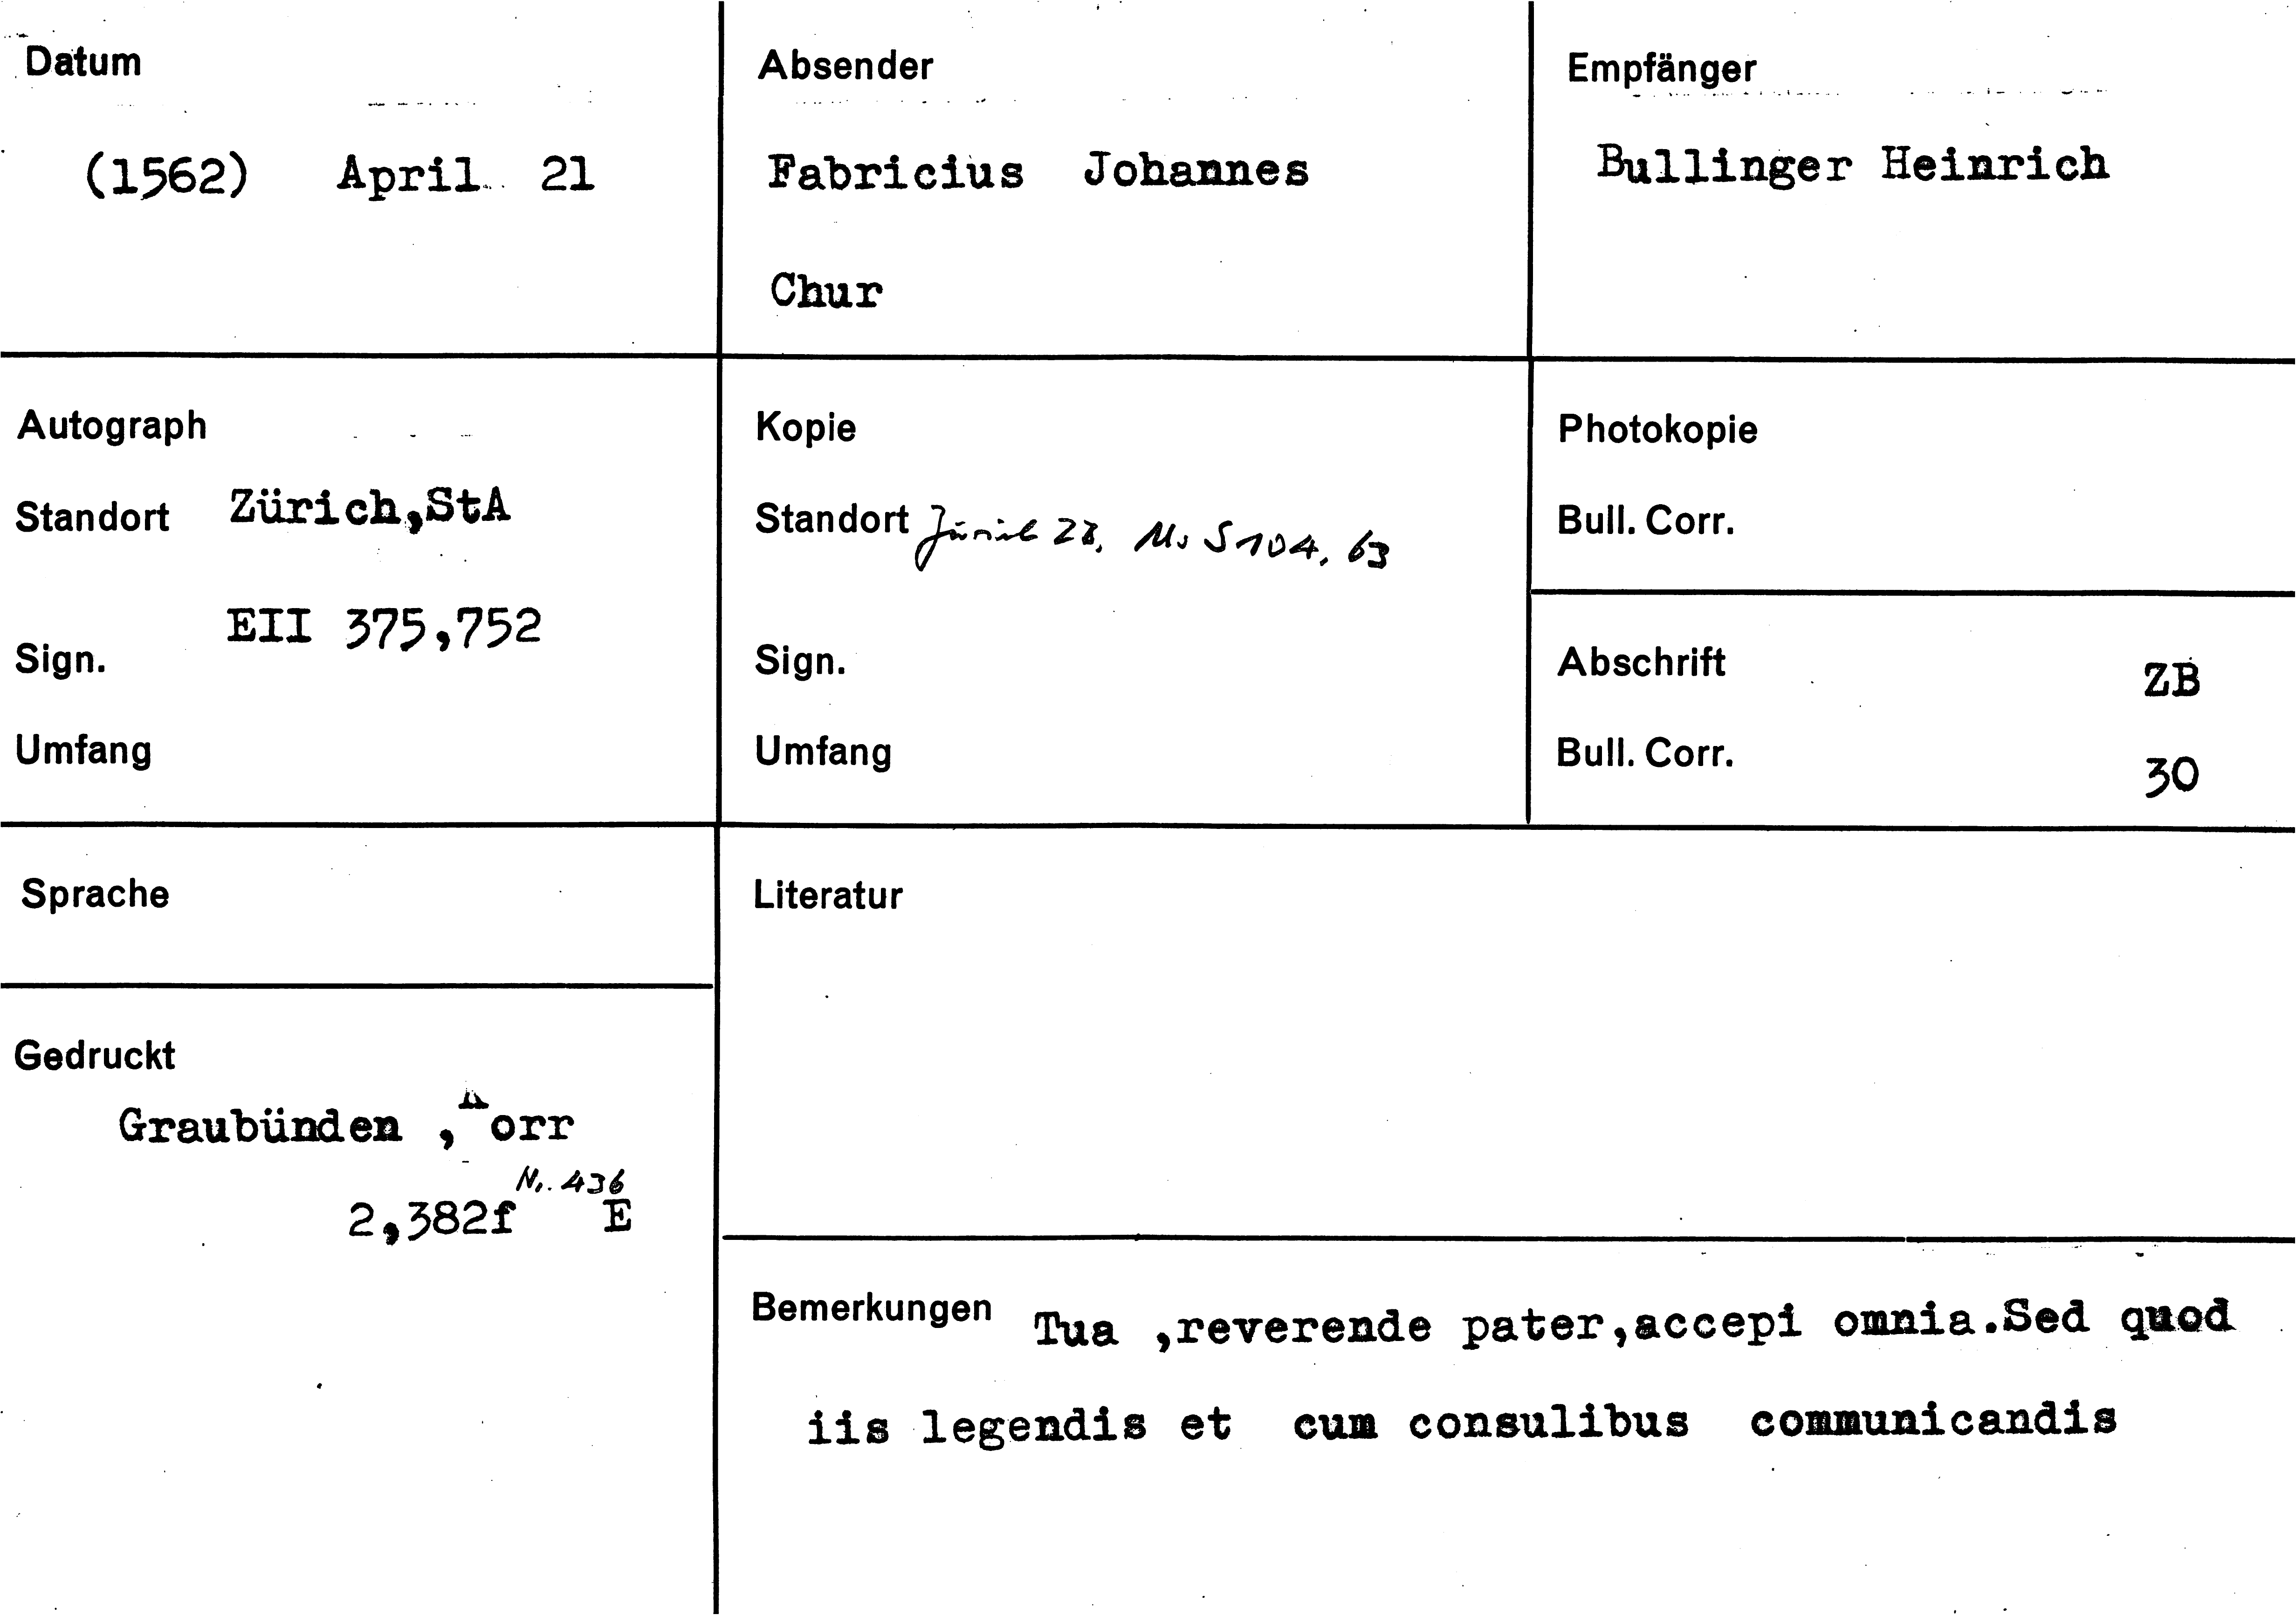 Datum
(1562) April 21
Absender
Fabricius Johannes
Chur
Empfänger
Bullinger Heinrich
Autograph
Standort Zürich,StA
Sign. EII 375,752
Umfang
Kopie
Standort Zürich ZB, Ms S 104, 63
Sign.
Umfang
Photokopie
Bull. Corr.
Abschrift ZB
Bull. Corr. 30
Sprache
Gedruckt
Graubünden , orr
Nr. 436
2,382f E
Literatur
Bemerkungen Tua ,reverende pater,accepi omnia.Sed quod
iis legendis et cum consulibus communicandis